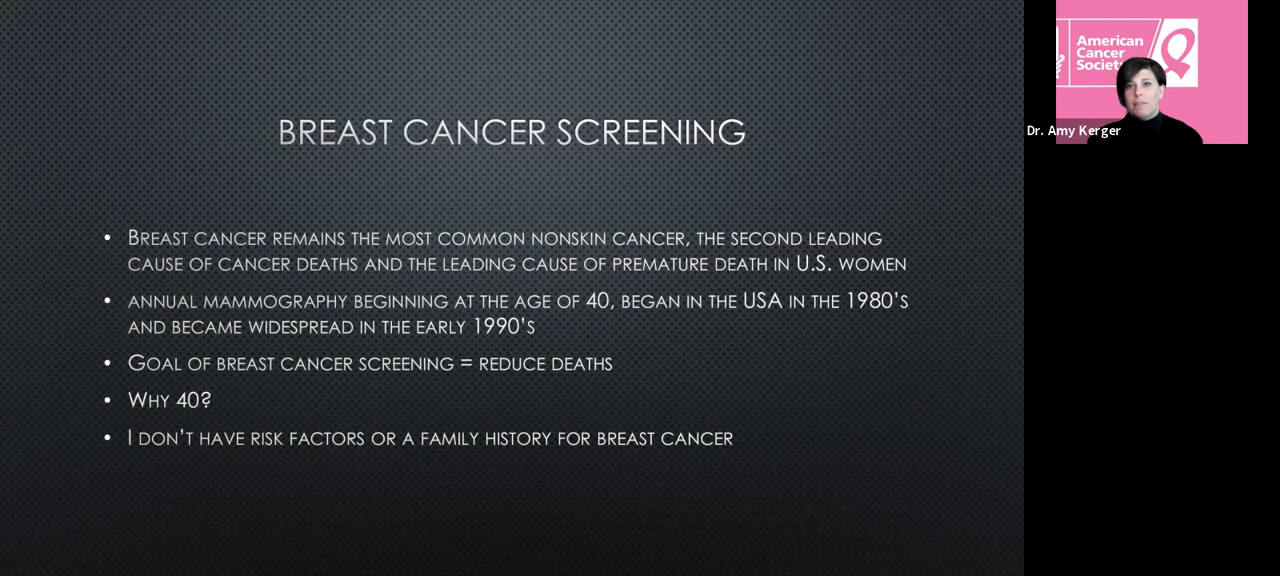 BREAST CANCER SCREENING
• BREAST CANCER REMAINS THE MOST COMMON NONSKIN CANCER, THE SECOND LEADING
CAUSE OF CANCER DEATHS AND THE LEADING CAUSE OF PREMATURE DEATH IN U.S. WOMEN
• ANNUAL MAMMOGRAPHY BEGINNING AT THE AGE OF 40, BEGAN IN THE USA IN THE 1980'S
AND BECAME WIDESPREAD IN THE EARLY 1990'S
• GOAL OF BREAST CANCER SCREENING = REDUCE DEATHS
• WHY 40?
• I DON'T HAVE RISK FACTORS OR A FAMILY HISTORY FOR BREAST CANCER
American
Cancer
Society
Dr. Amy Kerger